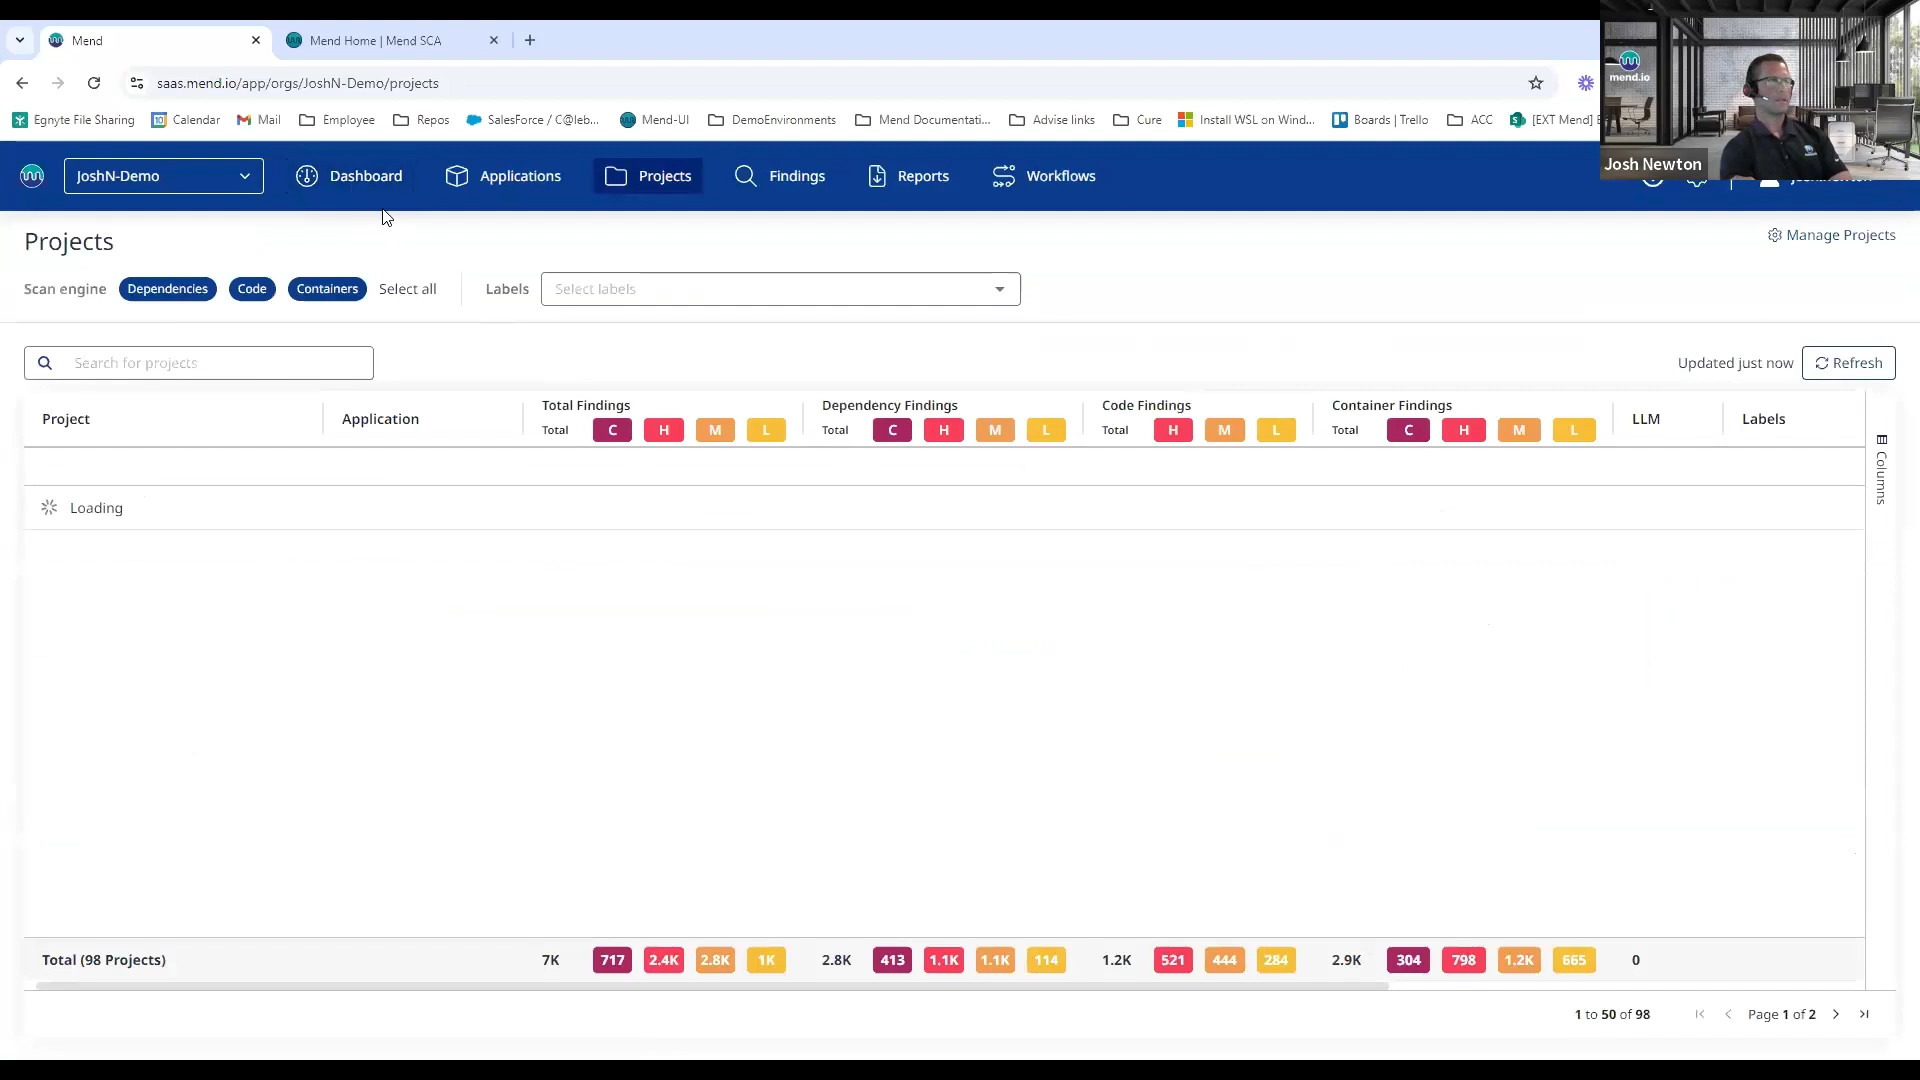 Mend
Mend Home | Mend SCA
saas.mend.io/app/orgs/JoshN-Demo/projects
Egnyte File Sharing
Calendar
Mail
Employee
Repos
SalesForce / C@leb...
Mend-UI
DemoEnvironments
Mend Documentati...
Advise links
Cure
Install WSL on Wind...
Boards | Trello
ACC
[EXT Mend]
mend.io
Josh Newton
JoshN-Demo
Dashboard
Applications
Projects
Findings
Reports
Workflows
Projects
Manage Projects
Scan engine Dependencies Code Containers Select all Labels Select labels
Search for projects
Updated just now Refresh
Project
Application
Total Findings
Total C H M L
Dependency Findings
Total C H M L
Code Findings
Total H M L
Container Findings
Total C H M L
LLM
Labels
Columns
Loading
Total (98 Projects) 7K 717 2.4K 2.8K 1K 2.8K 413 1.1K 1.1K 114 1.2K 521 444 284 2.9K 304 798 1.2K 665 0
1 to 50 of 98 Page 1 of 2